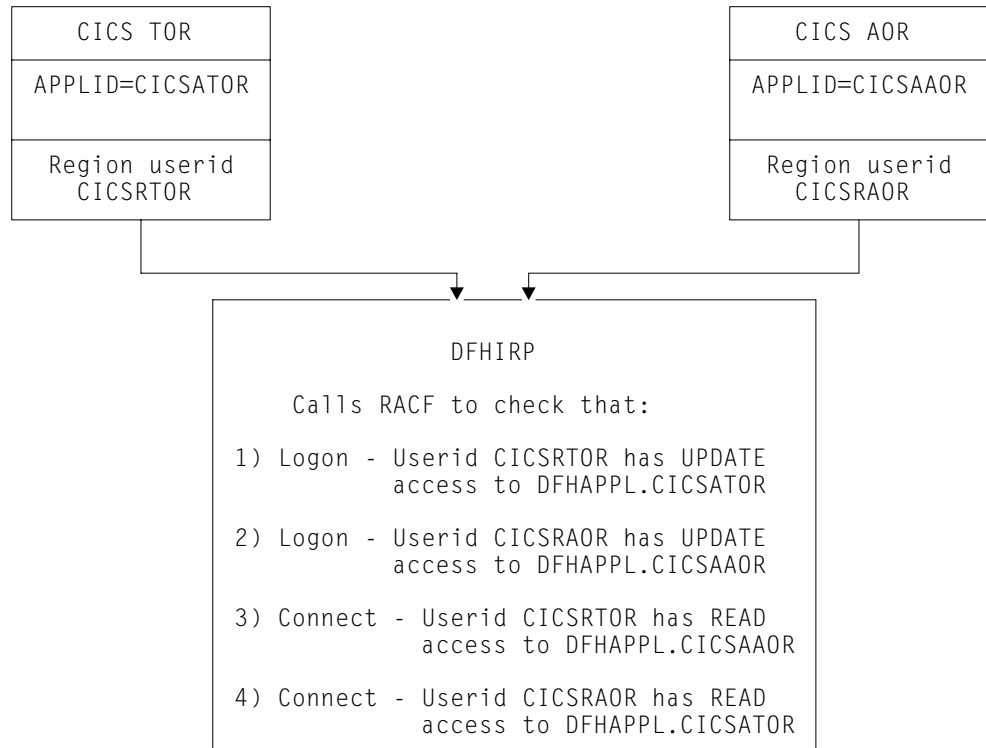 CICS TOR
APPLID=CICSATOR
Region userid
CICSRTOR
CICS AOR
APPLID=CICSAAOR
Region userid
CICSRAOR
DFHIRP
Calls RACF to check that:
1) Logon - Userid CICSRTOR has UPDATE
access to DFHAPPL.CICSATOR
2) Logon - Userid CICSRAOR has UPDATE
access to DFHAPPL.CICSAAOR
3) Connect - Userid CICSRTOR has READ
access to DFHAPPL.CICSAAOR
4) Connect - Userid CICSRAOR has READ
access to DFHAPPL.CICSATOR